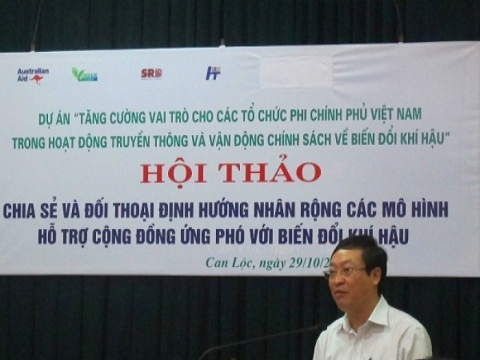 Australian
Aid
SRD
DỰ ÁN "TĂNG CƯỜNG VAI TRÒ CHO CÁC TỔ CHỨC PHI CHÍNH PHỦ VIỆT NAM
TRONG HOẠT ĐỘNG TRUYỀN THÔNG VÀ VẬN ĐỘNG CHÍNH SÁCH VỀ BIẾN ĐỔI KHÍ HẬU"
HỘI THẢO
CHIA SẺ VÀ ĐỐI THOẠI ĐỊNH HƯỚNG NHÂN RỘNG CÁC MÔ HÌNH
HỖ TRỢ CỘNG ĐỒNG ỨNG PHÓ VỚI BIẾN ĐỔI KHÍ HẬU
Can Lộc, ngày 29/10/2